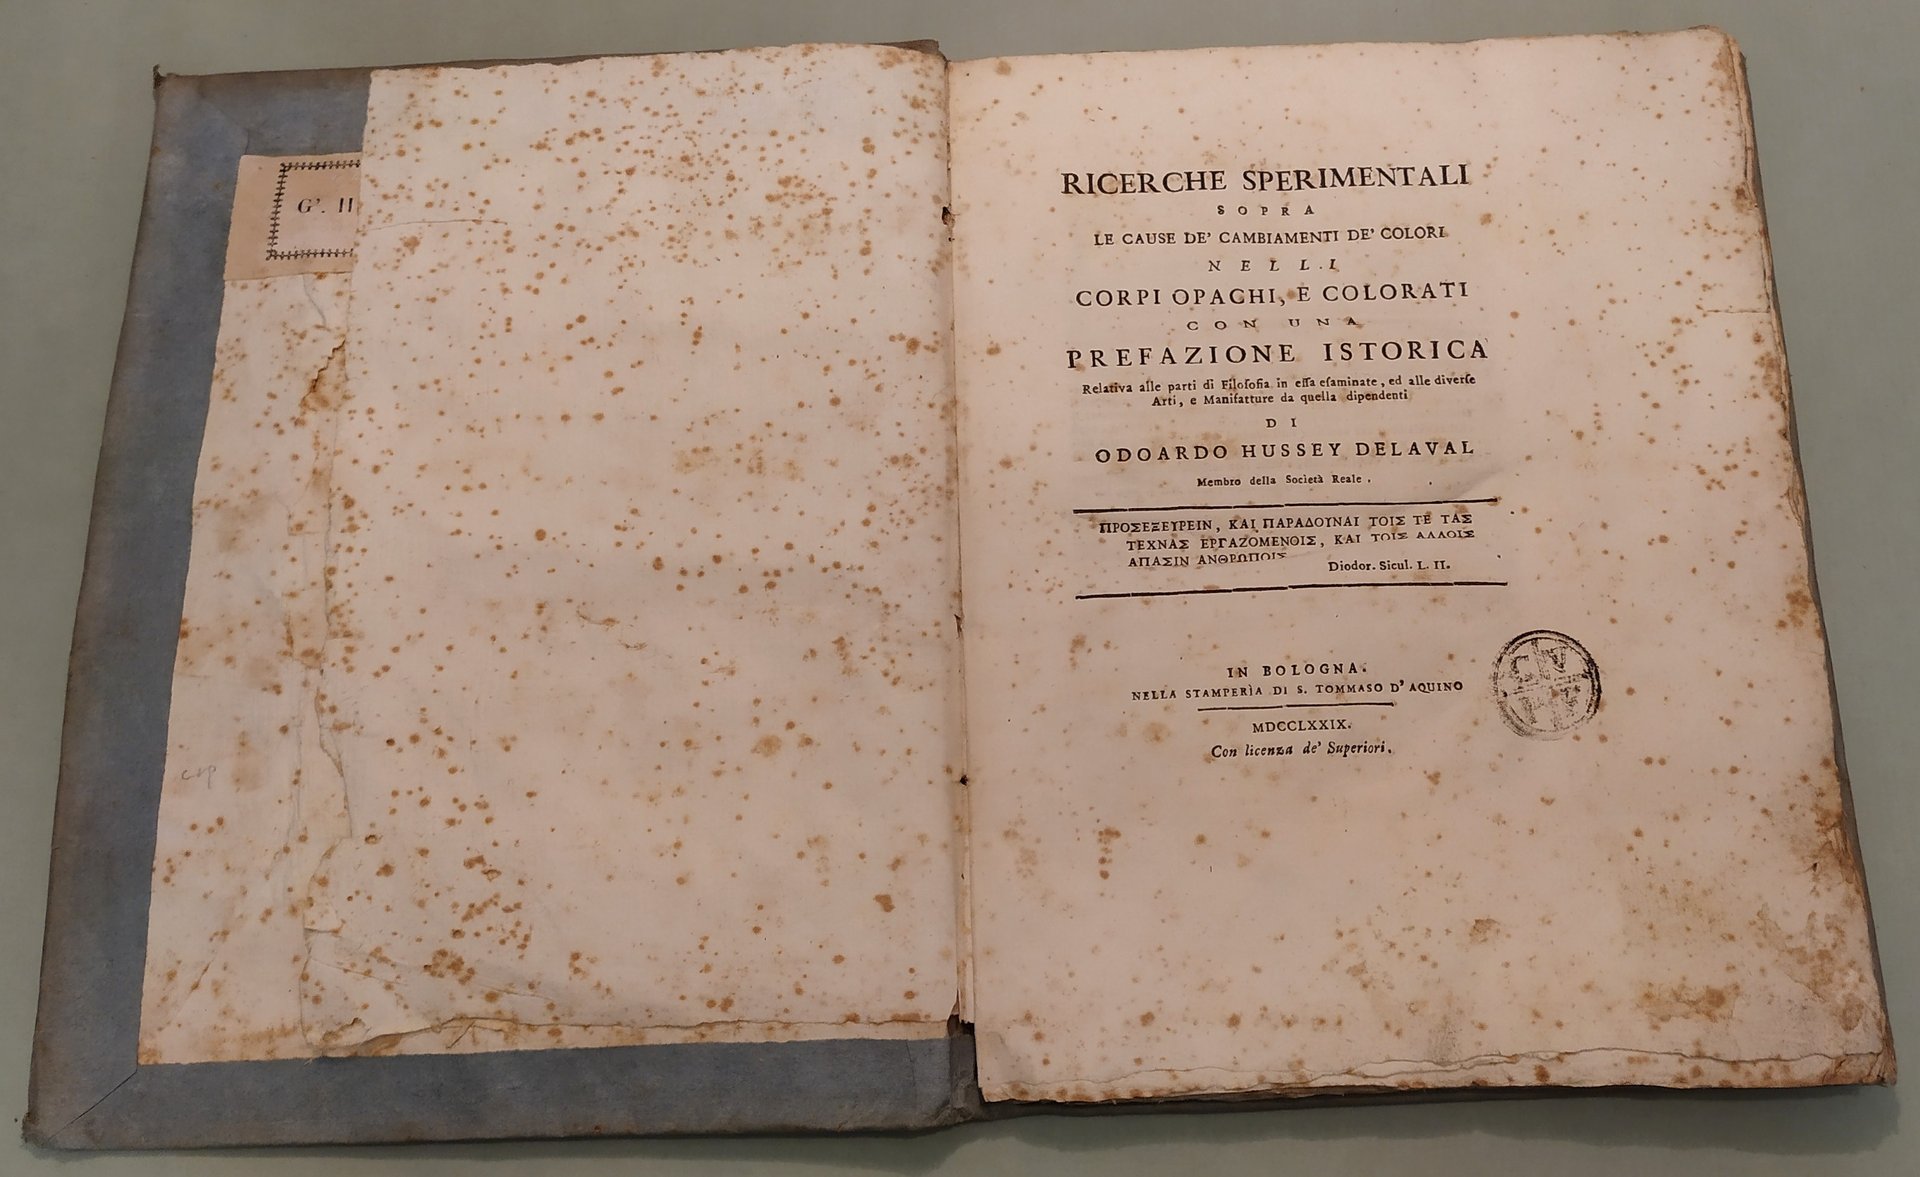 G'. II
RICERCHE SPERIMENTALI
SOPRA
LE CAUSE DE' CAMBIAMENTI DE' COLORI
NELLI
CORPI OPACHI, E COLORATI
CON UNA
PREFAZIONE ISTORICA
Relativa alle parti di Filoſofia in eſſa eſaminate, ed alle diverſe
Arti, e Manifatture da quella dipendenti
DI
ODOARDO HUSSEY DELAVAL
Membro della Società Reale.
ΠΡΟΣΕΞΕΥΡΕΙΝ, ΚΑΙ ΠΑΡΑΔΟΥΝΑΙ ΤΟΙΣ ΤΕ ΤΑΣ
ΤΕΧΝΑΣ ΕΡΓΑΖΟΜΕΝΟΙΣ, ΚΑΙ ΤΟΙΣ ΑΛΛΟΙΣ
ΑΠΑΣΙΝ ΑΝΘΡΩΠΟΙΣ Diodor. Sicul. L. II.
IN BOLOGNA.
NELLA STAMPERÌA DI S. TOMMASO D' AQUINO
MDCCLXXIX.
Con licenza de' Superiori.